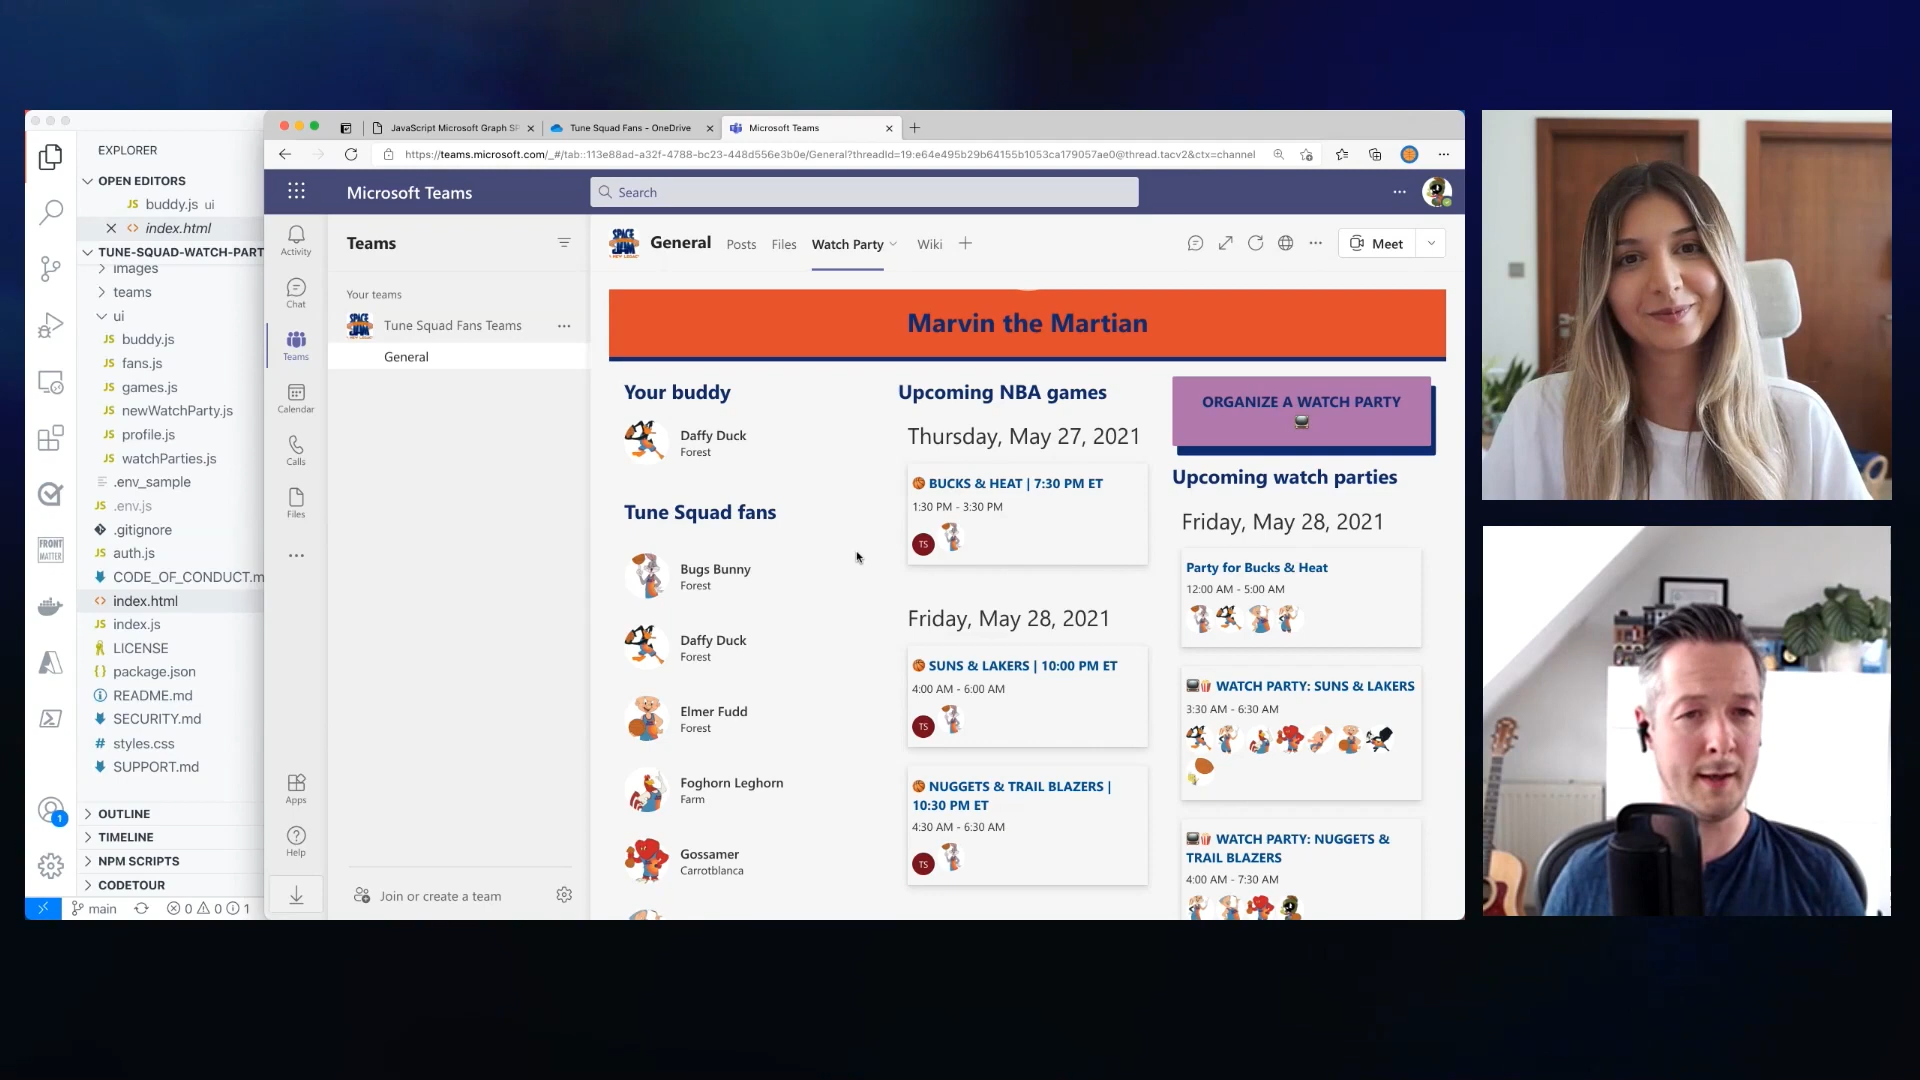 EXPLORER
OPEN EDITORS
JS buddy.js ui
index.html
TUNE-SQUAD-WATCH-PART
images
teams
ui
JS buddy.js
JS fans.js
JS games.js
JS newWatchParty.js
JS profile.js
JS watchParties.js
.env_sample
JS .env.js
.gitignore
JS auth.js
CODE_OF_CONDUCT.m
index.html
JS index.js
LICENSE
package.json
README.md
SECURITY.md
# styles.css
SUPPORT.md
OUTLINE
TIMELINE
NPM SCRIPTS
CODETOUR
FRONT MATTER
1
main 0 0 1
JavaScript Microsoft Graph SP
Tune Squad Fans - OneDrive
Microsoft Teams
https://teams.microsoft.com/_#/tab::113e88ad-a32f-4788-bc23-448d556e3b0e/General?threadId=19:e64e495b29b64155b1053ca179057ae0@thread.tacv2&ctx=channel
Microsoft Teams
Search
Activity
Chat
Teams
Calendar
Calls
Files
Apps
Help
Teams
Your teams
SPACE JAM
Tune Squad Fans Teams
General
Join or create a team
SPACE JAM
General
Posts
Files
Watch Party
Wiki
Meet
Marvin the Martian
Your buddy
Daffy Duck
Forest
Tune Squad fans
Bugs Bunny
Forest
Daffy Duck
Forest
Elmer Fudd
Forest
Foghorn Leghorn
Farm
Gossamer
Carrotblanca
Upcoming NBA games
Thursday, May 27, 2021
BUCKS & HEAT | 7:30 PM ET
1:30 PM - 3:30 PM
TS
Friday, May 28, 2021
SUNS & LAKERS | 10:00 PM ET
4:00 AM - 6:00 AM
TS
NUGGETS & TRAIL BLAZERS |
10:30 PM ET
4:30 AM - 6:30 AM
TS
ORGANIZE A WATCH PARTY
Upcoming watch parties
Friday, May 28, 2021
Party for Bucks & Heat
12:00 AM - 5:00 AM
WATCH PARTY: SUNS & LAKERS
3:30 AM - 6:30 AM
WATCH PARTY: NUGGETS &
TRAIL BLAZERS
4:00 AM - 7:30 AM